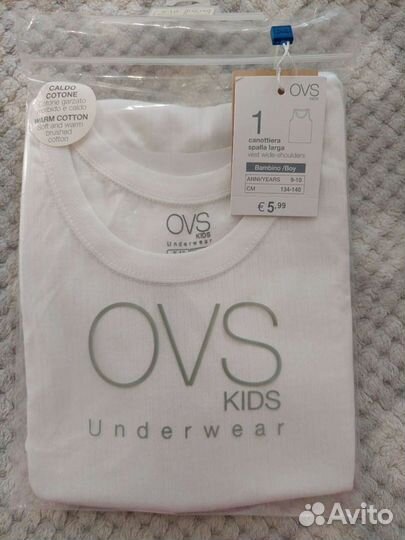 CALDO
COTONE
Cotone garzato
morbido e caldo
WARM COTTON
Soft and warm
brushed
cotton
OVS
KIDS
1
canottiera
spalla larga
vest wide-shoulders
Bambino/Boy
ANNI/YEARS 9-10
CM 134-140
€ 5,99
OVS
KIDS
Underwear
OVS
KIDS
Underwear
Avito